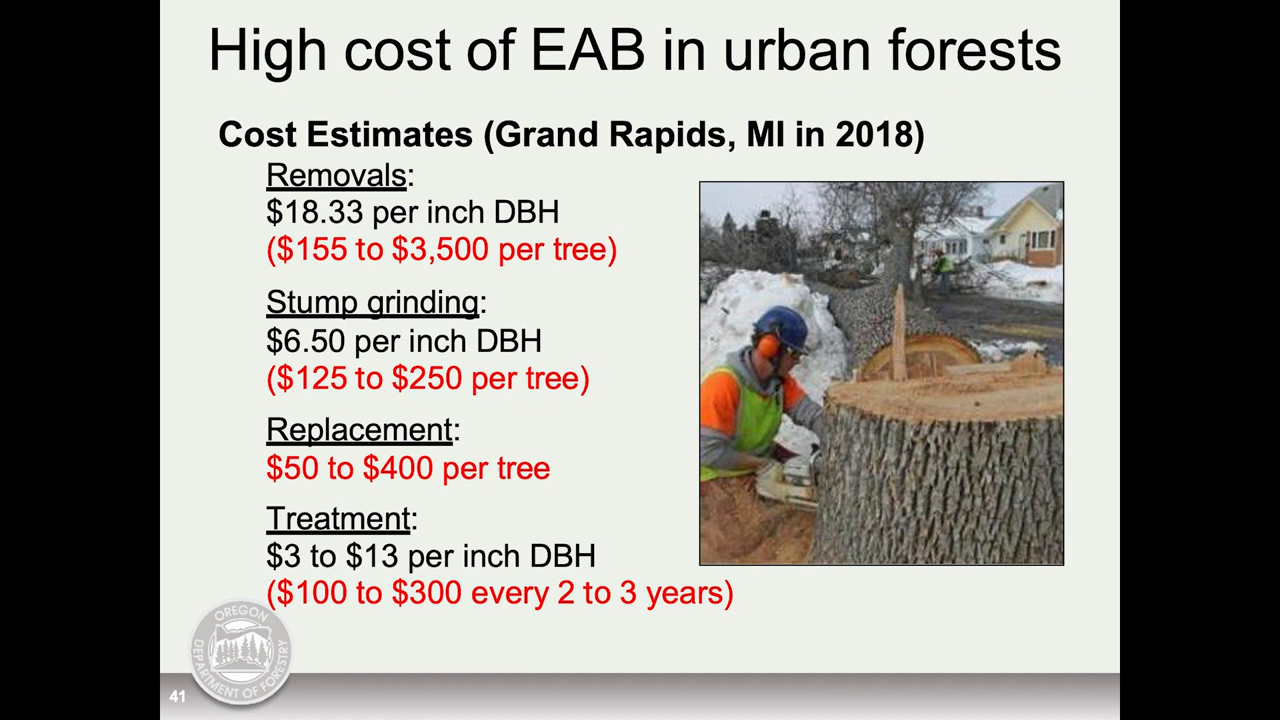 High cost of EAB in urban forests
Cost Estimates (Grand Rapids, MI in 2018)
Removals:
$18.33 per inch DBH
($155 to $3,500 per tree)
Stump grinding:
$6.50 per inch DBH
($125 to $250 per tree)
Replacement:
$50 to $400 per tree
Treatment:
$3 to $13 per inch DBH
($100 to $300 every 2 to 3 years)
OREGON
DEPARTMENT OF FORESTRY
41